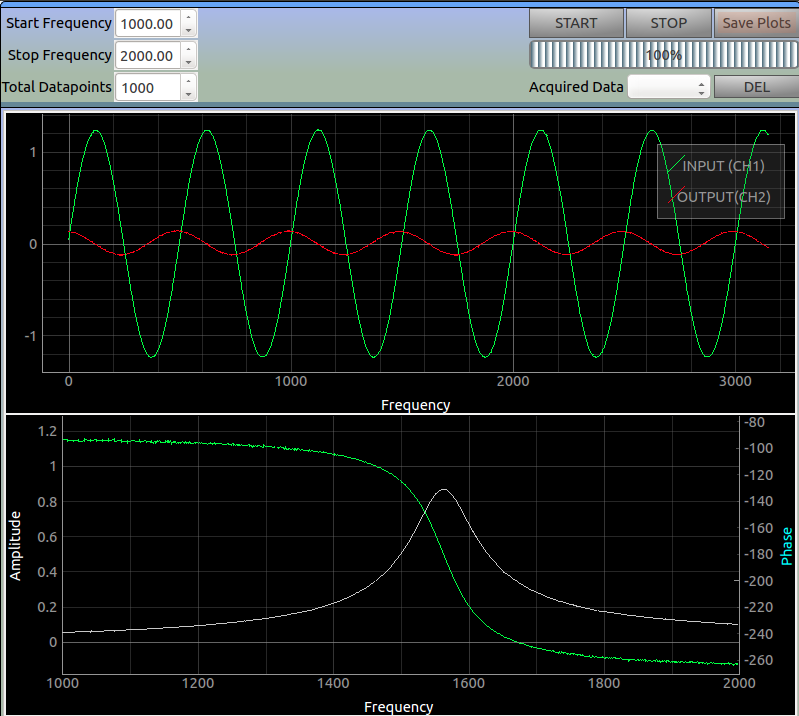 Start Frequency 1000.00 START STOP Save Plots
Stop Frequency 2000.00 100%
Total Datapoints 1000 Acquired Data DEL
1
0
-1
INPUT (CH1)
OUTPUT(CH2)
0 1000 2000 3000
Frequency
1.2
1
0.8
0.6
0.4
0.2
0
Amplitude
-80
-100
-120
-140
-160
-180
-200
-220
-240
-260
Phase
1000 1200 1400 1600 1800 2000
Frequency